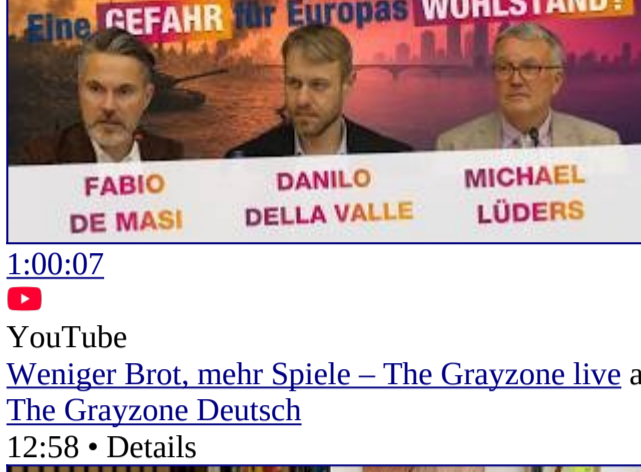 Eine GEFAHR für Europas WOHLSTAND?
FABIO DE MASI
DANILO DELLA VALLE
MICHAEL LÜDERS
1:00:07
YouTube
Weniger Brot, mehr Spiele – The Grayzone live a
The Grayzone Deutsch
12:58 • Details